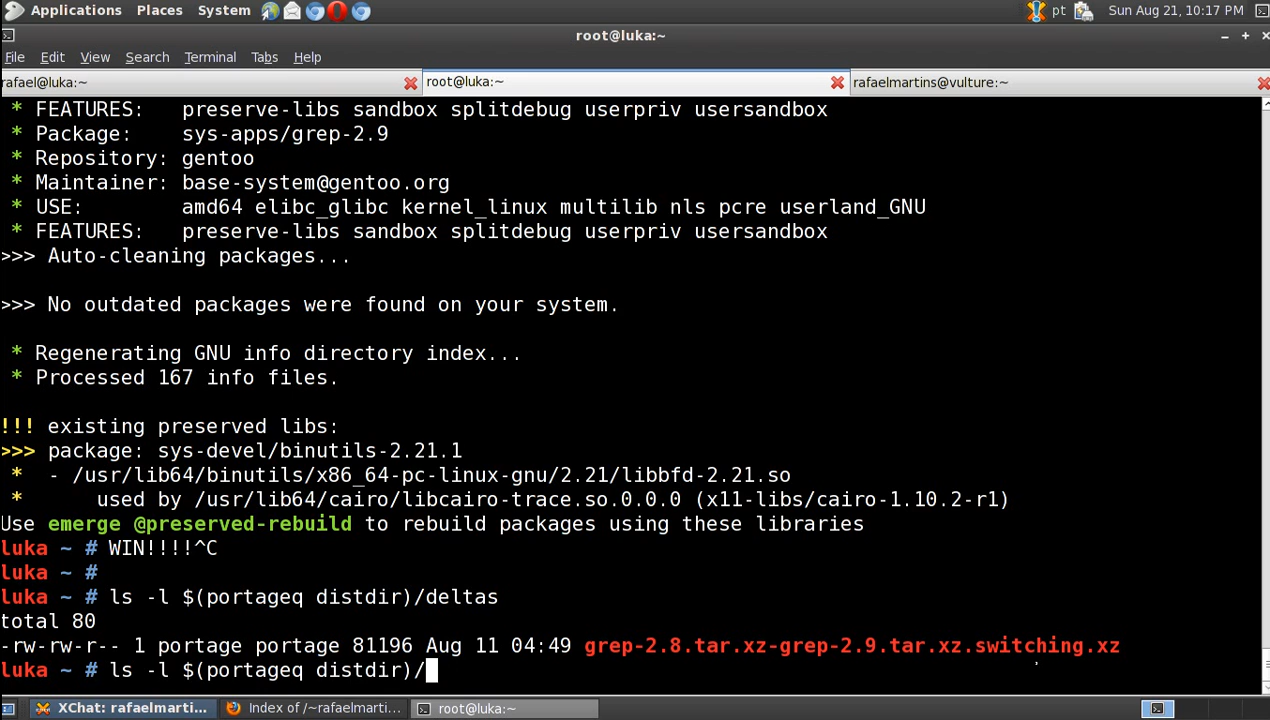 Applications Places System pt Sun Aug 21, 10:17 PM
root@luka:~
File Edit View Search Terminal Tabs Help
rafael@luka:~ root@luka:~ rafaelmartins@vulture:~
* FEATURES: preserve-libs sandbox splitdebug userpriv usersandbox
* Package: sys-apps/grep-2.9
* Repository: gentoo
* Maintainer: base-system@gentoo.org
* USE: amd64 elibc_glibc kernel_linux multilib nls pcre userland_GNU
* FEATURES: preserve-libs sandbox splitdebug userpriv usersandbox
>>> Auto-cleaning packages...
>>> No outdated packages were found on your system.
* Regenerating GNU info directory index...
* Processed 167 info files.
!!! existing preserved libs:
>>> package: sys-devel/binutils-2.21.1
* - /usr/lib64/binutils/x86_64-pc-linux-gnu/2.21/libbfd-2.21.so
* used by /usr/lib64/cairo/libcairo-trace.so.0.0.0 (x11-libs/cairo-1.10.2-r1)
Use emerge @preserved-rebuild to rebuild packages using these libraries
luka ~ # WIN!!!!^C
luka ~ #
luka ~ # ls -l $(portageq distdir)/deltas
total 80
-rw-rw-r-- 1 portage portage 81196 Aug 11 04:49 grep-2.8.tar.xz-grep-2.9.tar.xz.switching.xz
luka ~ # ls -l $(portageq distdir)/
XChat: rafaelmarti... Index of /~rafaelmarti... root@luka:~